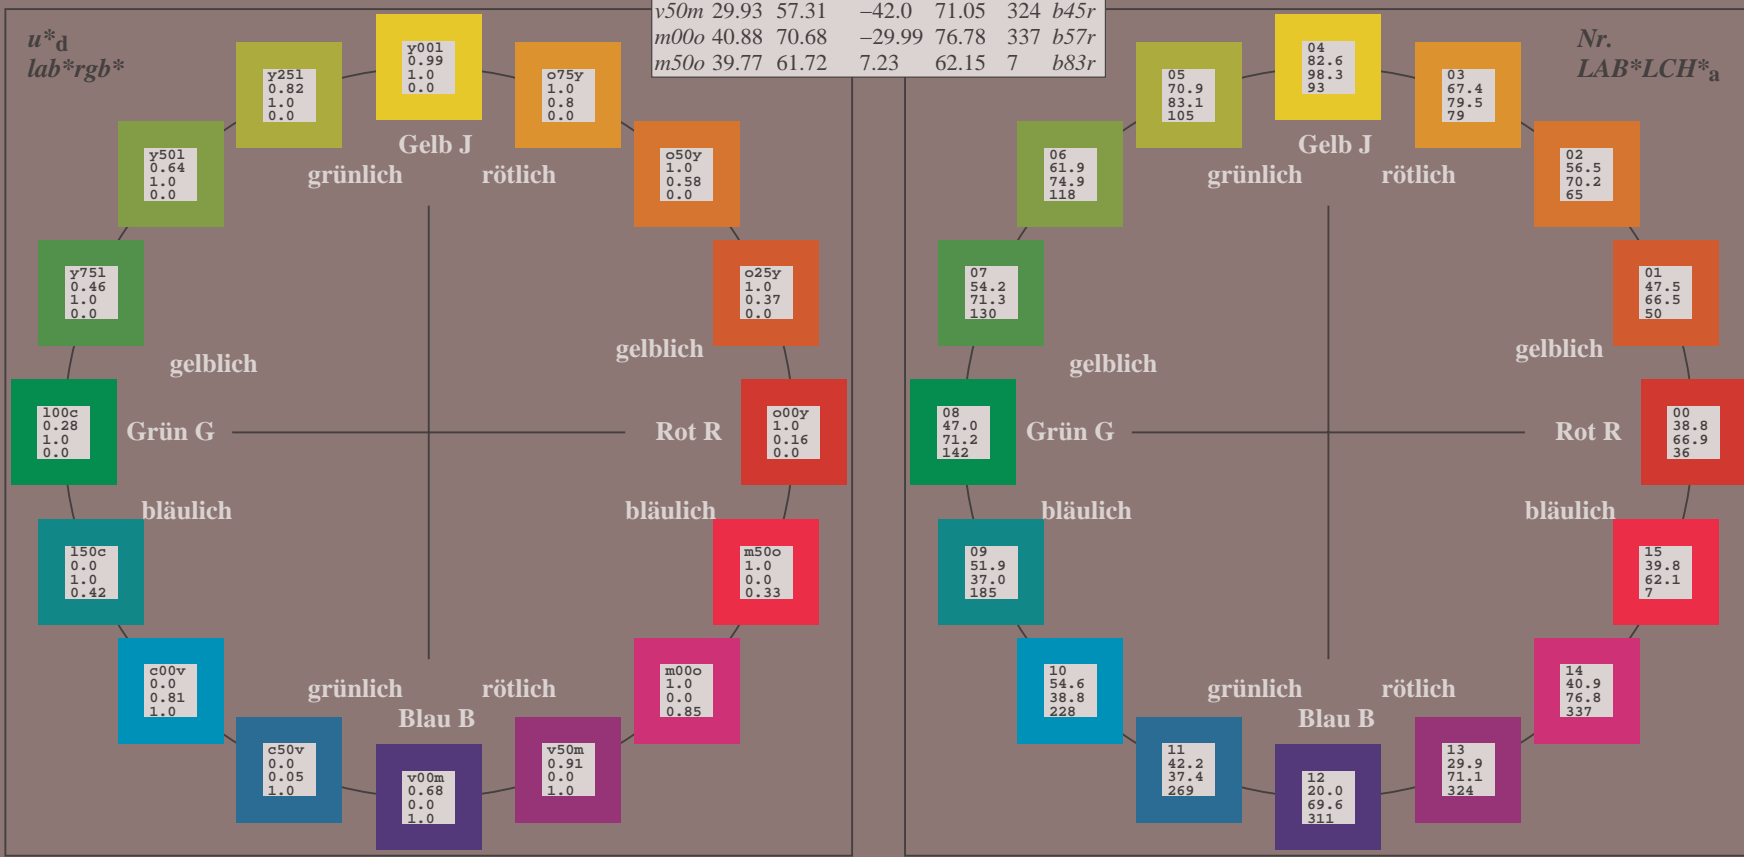 v50m 29.93 57.31 −42.0 71.05 324 b45r
m00o 40.88 70.68 −29.99 76.78 337 b57r
m50o 39.77 61.72 7.23 62.15 7 b83r
u*d
lab*rgb*
y00l
0.99
1.0
0.0
y25l
0.82
1.0
0.0
o75y
1.0
0.8
0.0
Gelb J
grünlich rötlich
y50l
0.64
1.0
0.0
o50y
1.0
0.58
0.0
y75l
0.46
1.0
0.0
o25y
1.0
0.37
0.0
gelblich
gelblich
l00c
0.28
1.0
0.0
Grün G
Rot R
o00y
1.0
0.16
0.0
bläulich
bläulich
l50c
0.0
1.0
0.42
m50o
1.0
0.0
0.33
c00v
0.0
0.81
1.0
m00o
1.0
0.0
0.85
grünlich rötlich
Blau B
c50v
0.0
0.05
1.0
v00m
0.68
0.0
1.0
v50m
0.91
0.0
1.0
Nr.
LAB*LCH*a
04
82.6
98.3
93
05
70.9
83.1
105
03
67.4
79.5
79
Gelb J
grünlich rötlich
06
61.9
74.9
118
02
56.5
70.2
65
07
54.2
71.3
130
01
47.5
66.5
50
gelblich
gelblich
08
47.0
71.2
142
Grün G
Rot R
00
38.8
66.9
36
bläulich
bläulich
09
51.9
37.0
185
15
39.8
62.1
7
10
54.6
38.8
228
14
40.9
76.8
337
grünlich rötlich
Blau B
11
42.2
37.4
269
12
20.0
69.6
311
13
29.9
71.1
324